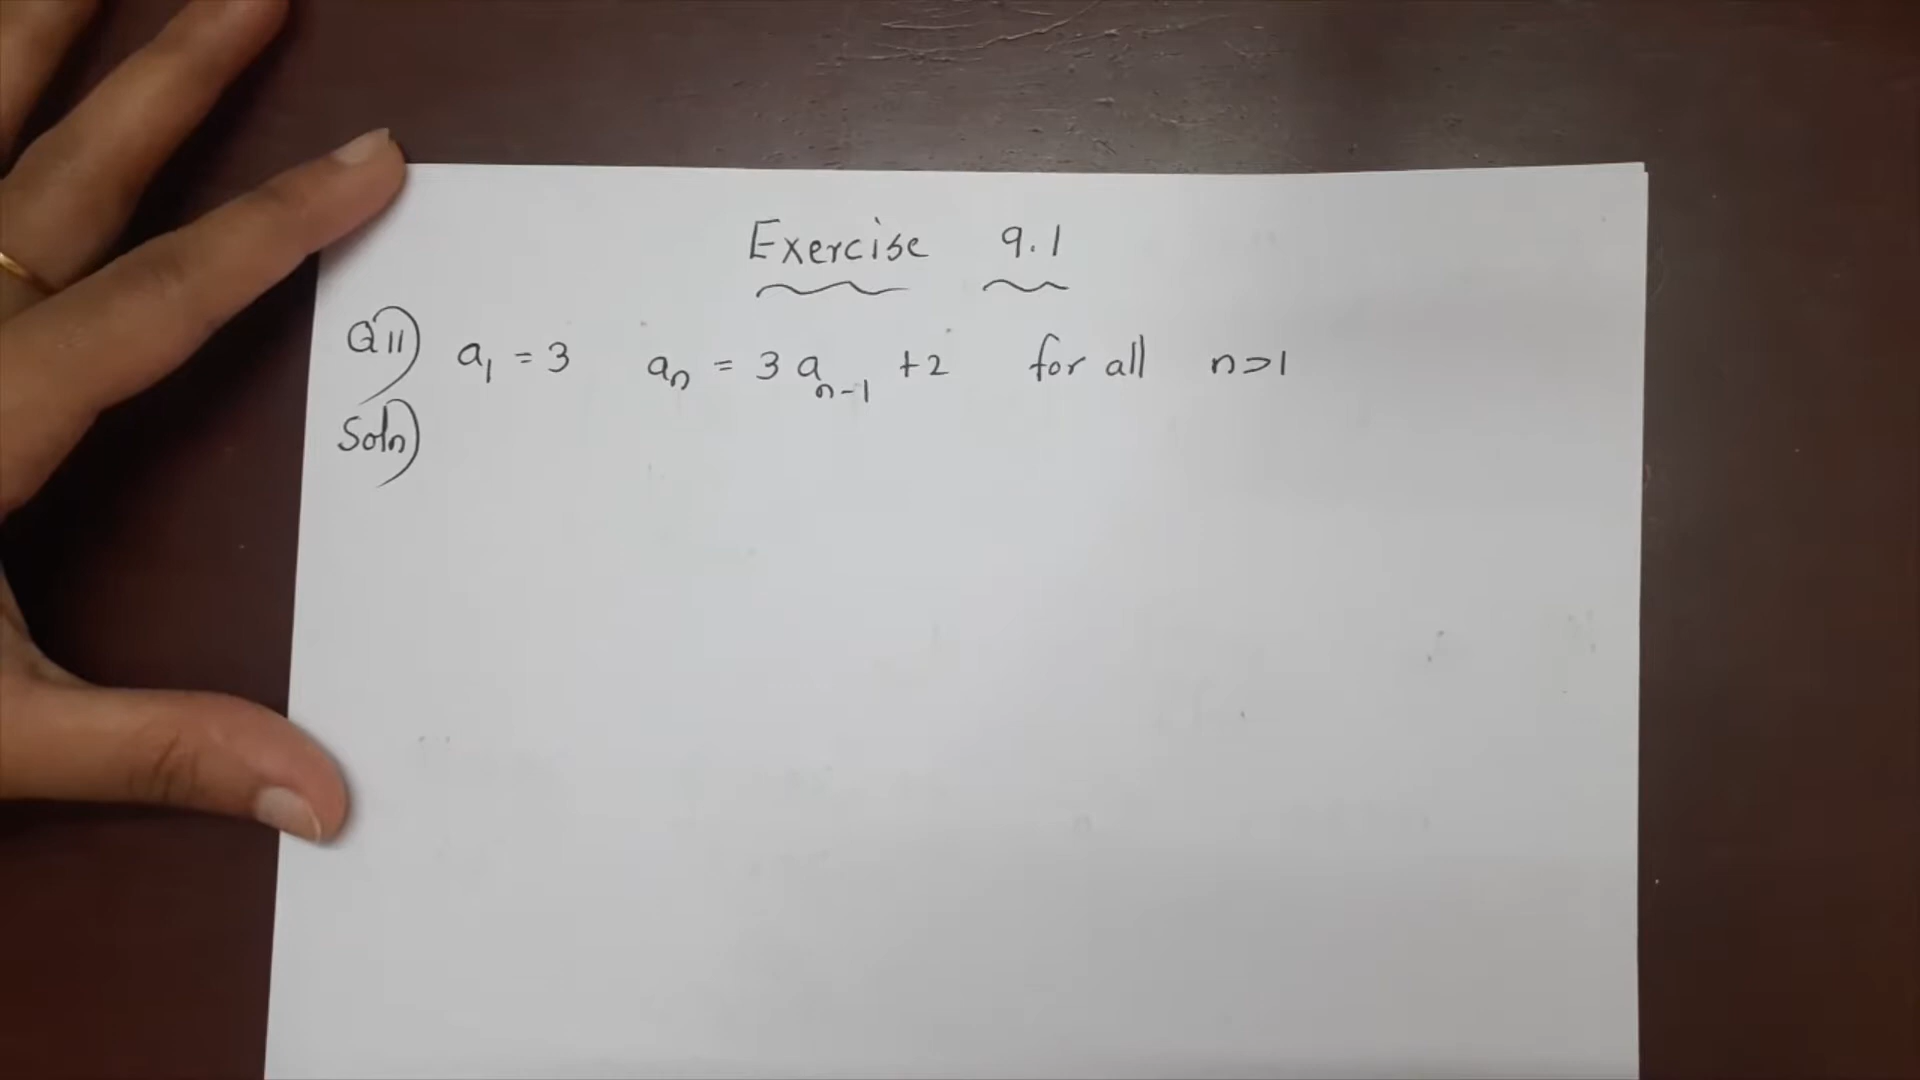 Exercise 9.1
Q11) a₁ = 3 aₙ = 3 aₙ₋₁ + 2 for all n>1
Soln)